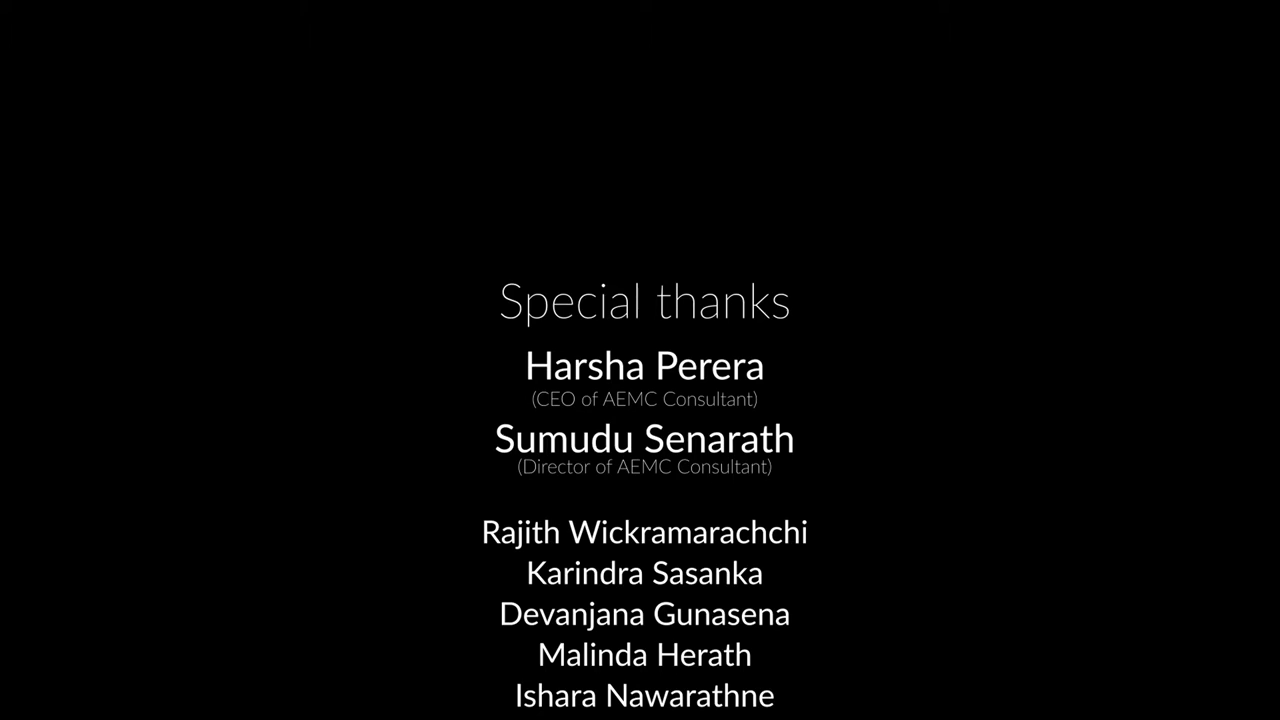 Special thanks
Harsha Perera
(CEO of AEMC Consultant)
Sumudu Senarath
(Director of AEMC Consultant)
Rajith Wickramarachchi
Karindra Sasanka
Devanjana Gunasena
Malinda Herath
Ishara Nawarathne